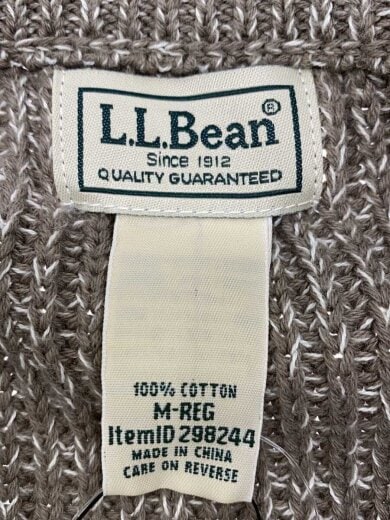 L.L.Bean®
Since 1912
QUALITY GUARANTEED
100% COTTON
M-REG
ItemID 298244
MADE IN CHINA
CARE ON REVERSE